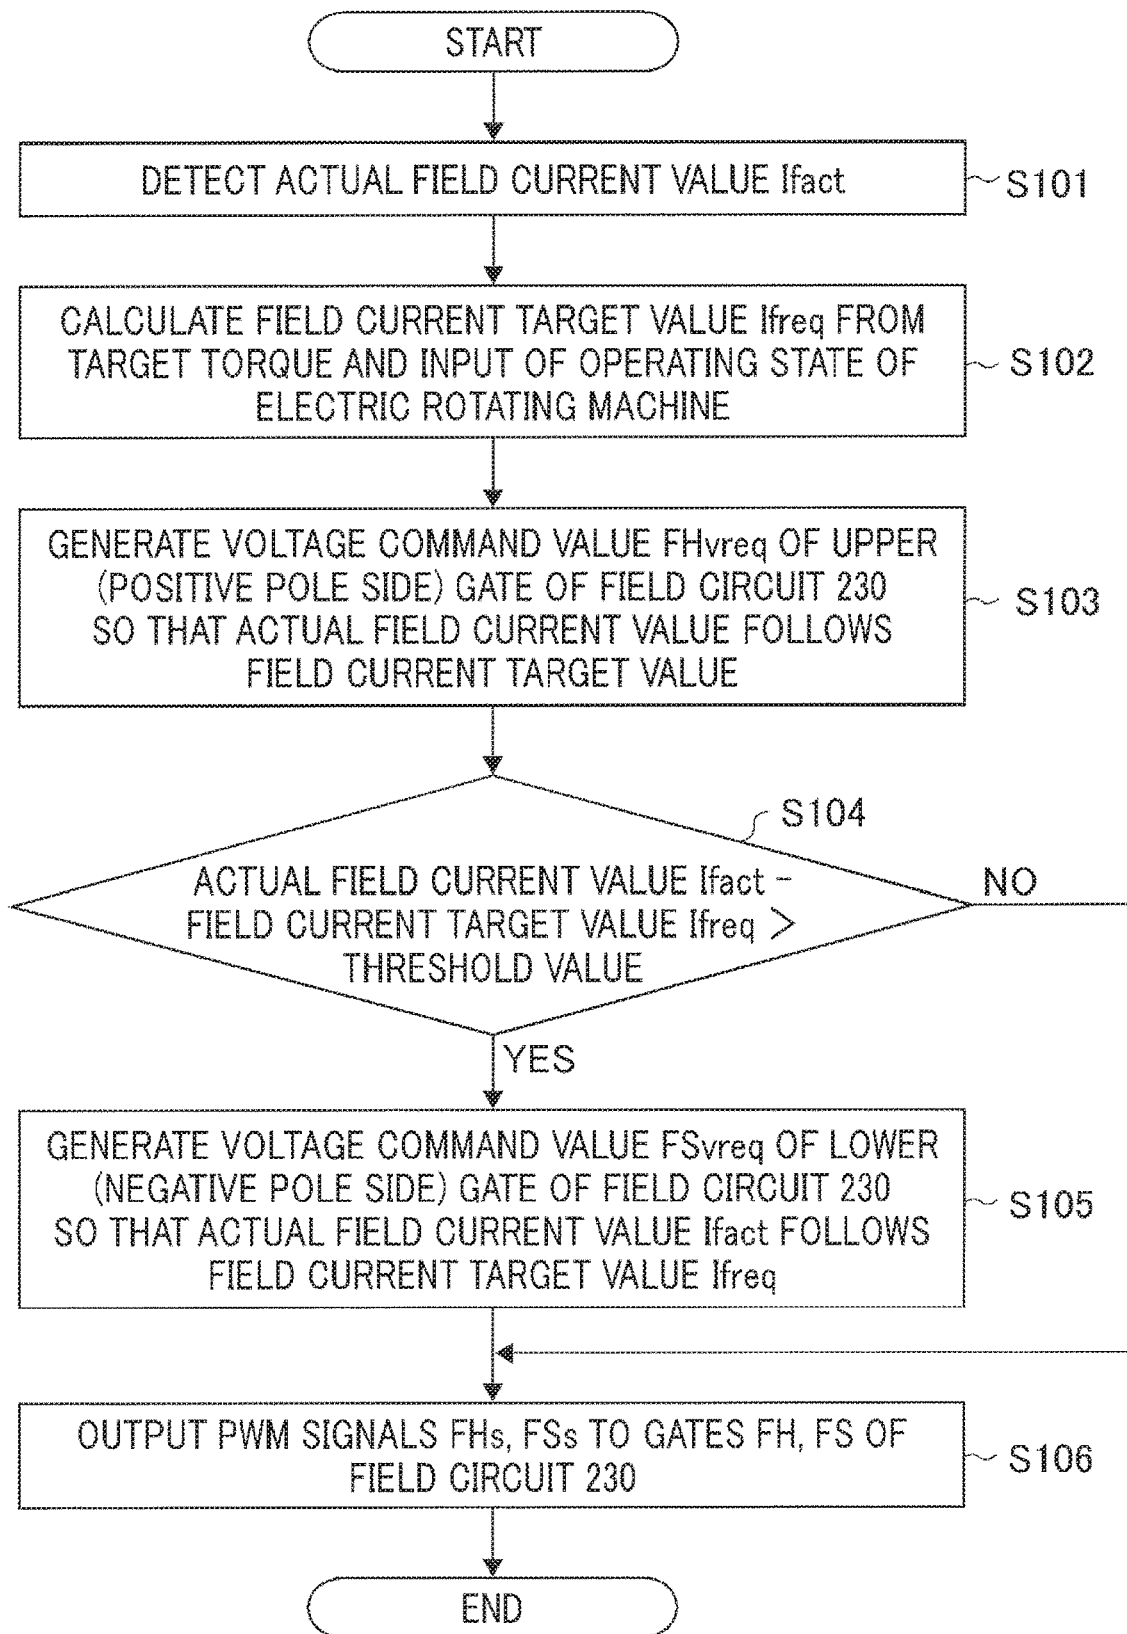 START
DETECT ACTUAL FIELD CURRENT VALUE Ifact
S101
CALCULATE FIELD CURRENT TARGET VALUE Ifreq FROM
TARGET TORQUE AND INPUT OF OPERATING STATE OF
ELECTRIC ROTATING MACHINE
S102
GENERATE VOLTAGE COMMAND VALUE FHvreq OF UPPER
(POSITIVE POLE SIDE) GATE OF FIELD CIRCUIT 230
SO THAT ACTUAL FIELD CURRENT VALUE FOLLOWS
FIELD CURRENT TARGET VALUE
S103
S104
ACTUAL FIELD CURRENT VALUE Ifact –
FIELD CURRENT TARGET VALUE Ifreq >
THRESHOLD VALUE
NO
YES
GENERATE VOLTAGE COMMAND VALUE FSvreq OF LOWER
(NEGATIVE POLE SIDE) GATE OF FIELD CIRCUIT 230
SO THAT ACTUAL FIELD CURRENT VALUE Ifact FOLLOWS
FIELD CURRENT TARGET VALUE Ifreq
S105
OUTPUT PWM SIGNALS FHs, FSs TO GATES FH, FS OF
FIELD CIRCUIT 230
S106
END